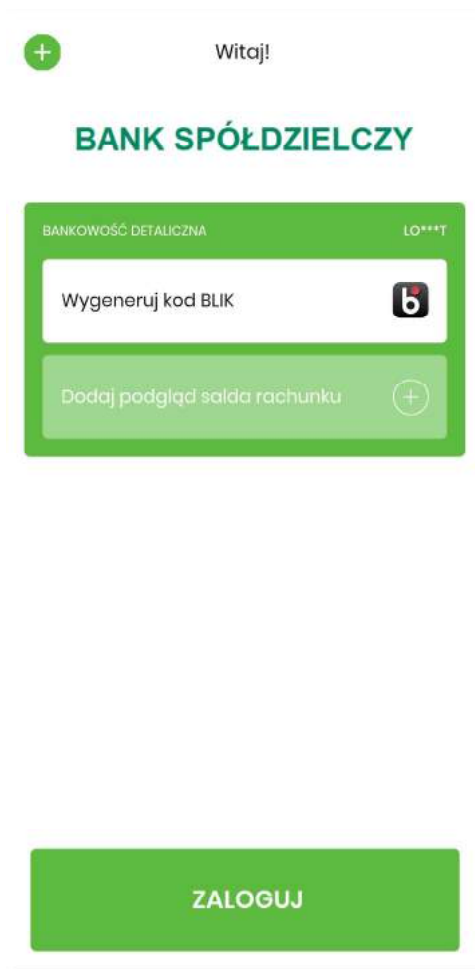 Witaj!
BANK SPÓŁDZIELCZY
BANKOWOŚĆ DETALICZNA LO***T
Wygeneruj kod BLIK
Dodaj podgląd salda rachunku
ZALOGUJ